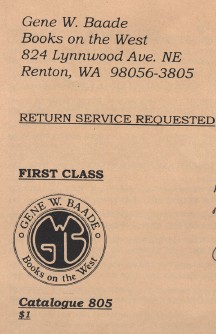 Gene W. Baade
Books on the West
824 Lynnwood Ave. NE
Renton, WA 98056-3805
RETURN SERVICE REQUESTED
FIRST CLASS
GENE W. BAADE
GWB
Books on the West
Catalogue 805
$1